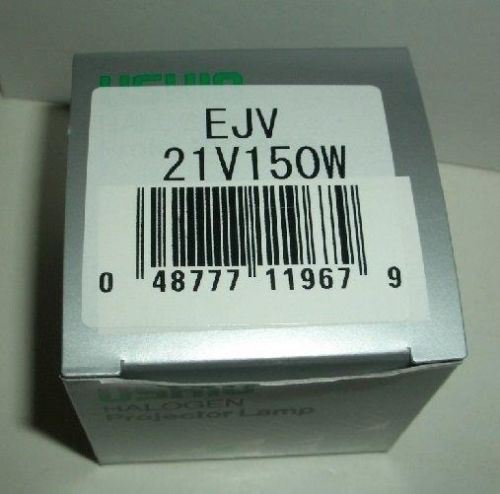 EJV
21V150W
0 48777 11967 9
HALOGEN
Projector Lamp